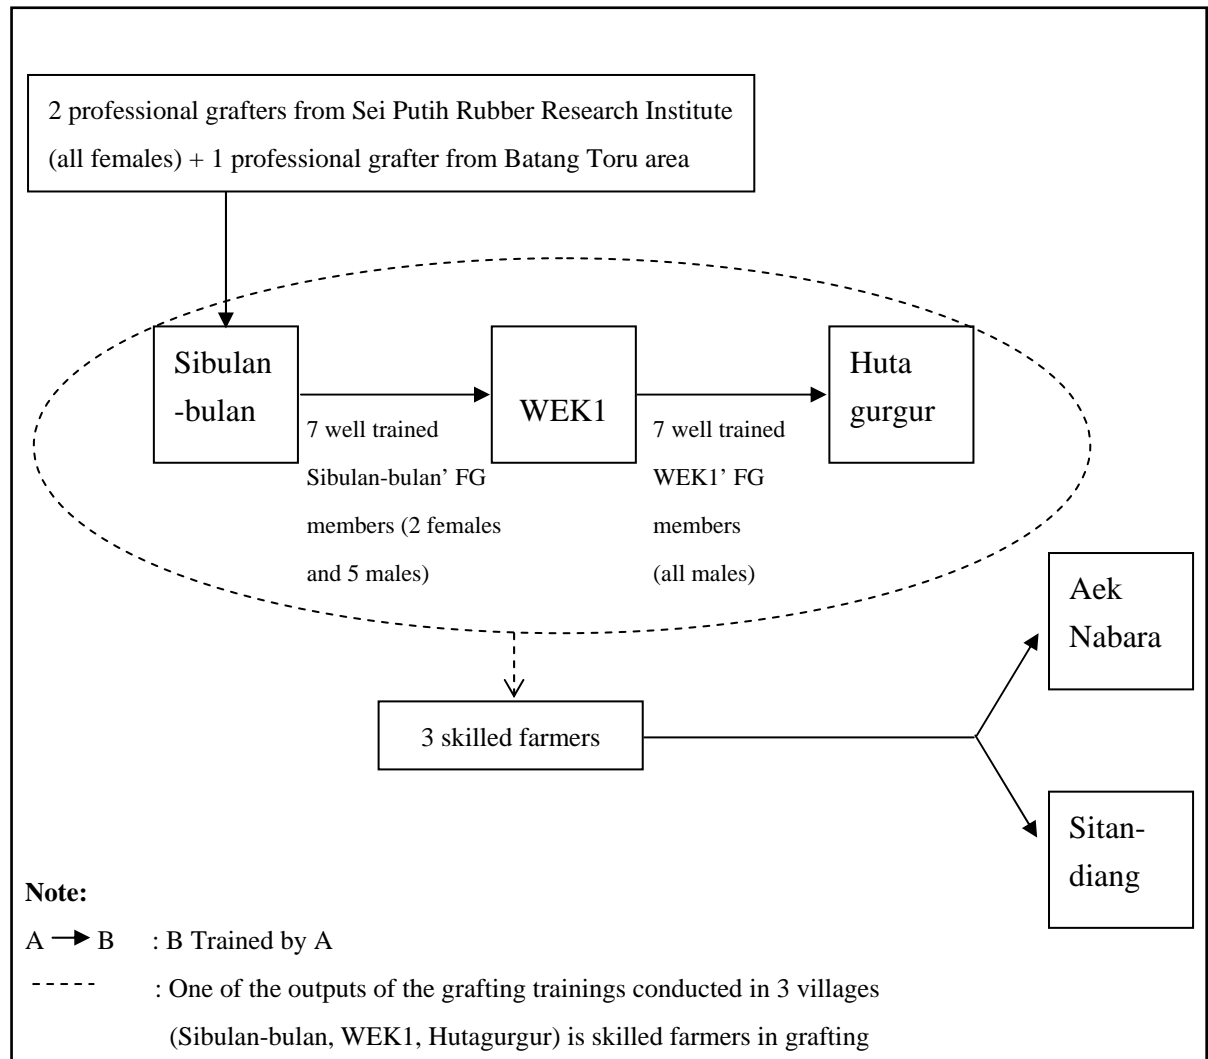 2 professional grafters from Sei Putih Rubber Research Institute
(all females) + 1 professional grafter from Batang Toru area
Sibulan
-bulan
WEK1
Huta
gurgur
7 well trained
Sibulan-bulan’ FG
members (2 females
and 5 males)
7 well trained
WEK1’ FG
members
(all males)
Aek
Nabara
3 skilled farmers
Sitan-
diang
Note:
A B : B Trained by A
: One of the outputs of the grafting trainings conducted in 3 villages
(Sibulan-bulan, WEK1, Hutagurgur) is skilled farmers in grafting